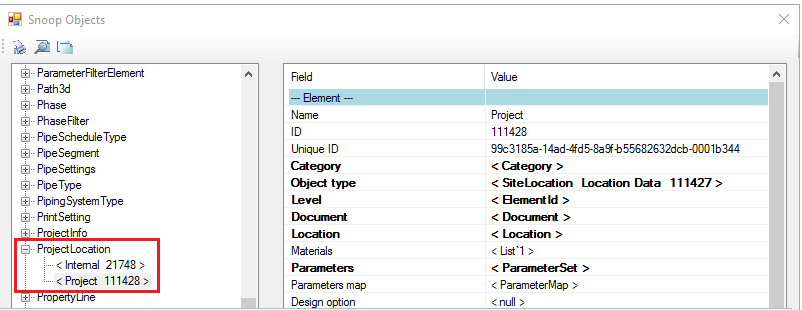 Snoop Objects
ParameterFilterElement
Path3d
Phase
PhaseFilter
PipeScheduleType
PipeSegment
PipeSettings
PipeType
PipingSystemType
PrintSetting
ProjectInfo
ProjectLocation
< Internal 21748 >
< Project 111428 >
PropertyLine
Field Value
--- Element ---
Name Project
ID 111428
Unique ID 99c3185a-14ad-4fd5-8a9f-b55682632dcb-0001b344
Category < Category >
Object type < SiteLocation Location Data 111427 >
Level < ElementId >
Document < Document >
Location < Location >
Materials < List`1 >
Parameters < ParameterSet >
Parameters map < ParameterMap >
Design option < null >